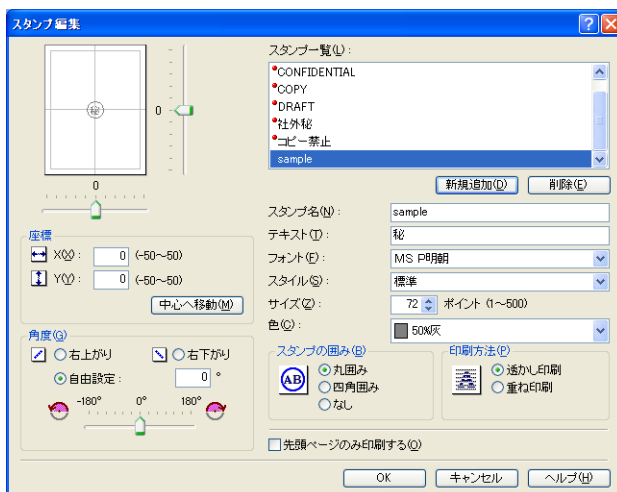 スタンプ編集
秘
0
0
座標
X(X): 0 (-50～50)
Y(Y): 0 (-50～50)
中心へ移動(M)
角度(G)
右上がり 右下がり
自由設定: 0 °
-180° 0° 180°
スタンプ一覧(L):
CONFIDENTIAL
COPY
DRAFT
社外秘
コピー禁止
sample
新規追加(D) 削除(E)
スタンプ名(N): sample
テキスト(T): 秘
フォント(F): MS P明朝
スタイル(S): 標準
サイズ(Z): 72 ポイント (1～500)
色(C): 50%灰
スタンプの囲み(B)
AB
丸囲み
四角囲み
なし
印刷方法(P)
透かし印刷
重ね印刷
先頭ページのみ印刷する(O)
OK キャンセル ヘルプ(H)